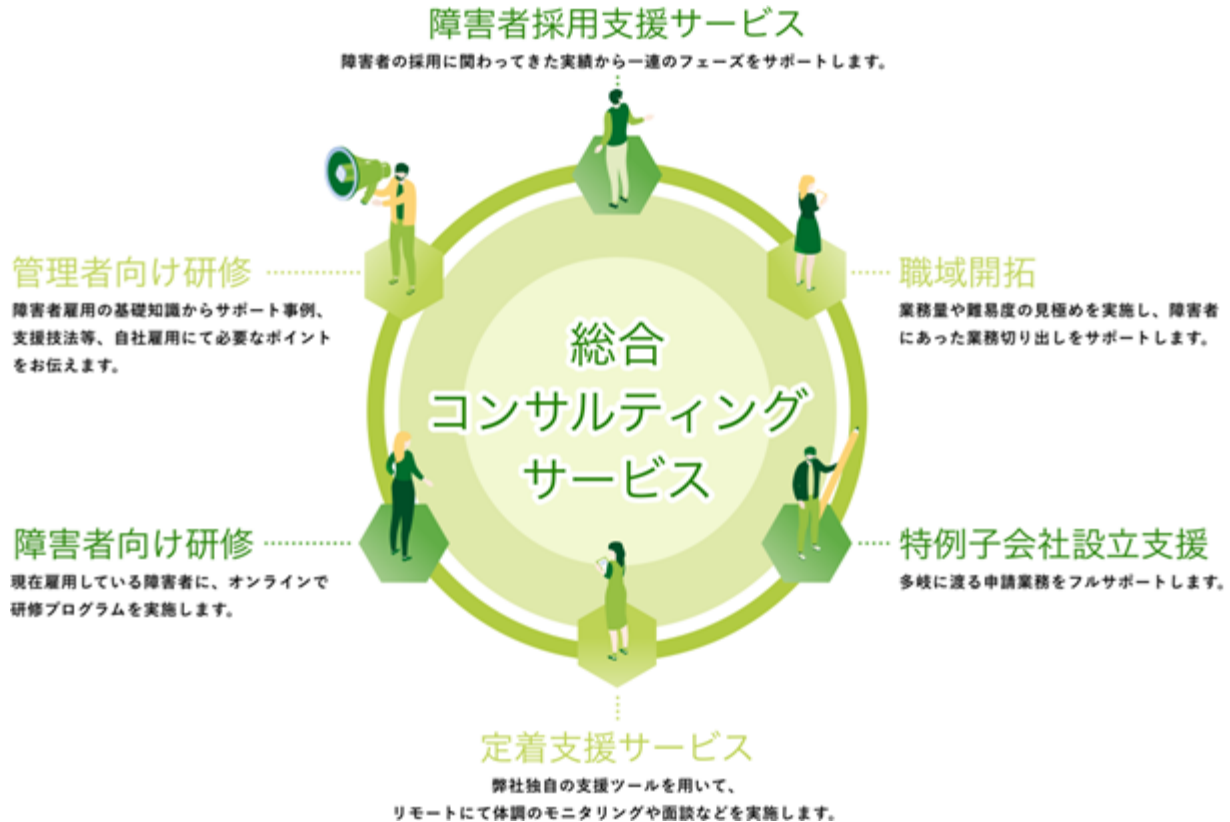 障害者採用支援サービス
障害者の採用に関わってきた実績から一連のフェーズをサポートします。
管理者向け研修
障害者雇用の基礎知識からサポート事例、
支援技法等、自社雇用にて必要なポイント
をお伝えます。
職域開拓
業務量や難易度の見極めを実施し、障害者
にあった業務切り出しをサポートします。
総合
コンサルティング
サービス
障害者向け研修
現在雇用している障害者に、オンラインで
研修プログラムを実施します。
特例子会社設立支援
多岐に渡る申請業務をフルサポートします。
定着支援サービス
弊社独自の支援ツールを用いて、
リモートにて体調のモニタリングや面談などを実施します。